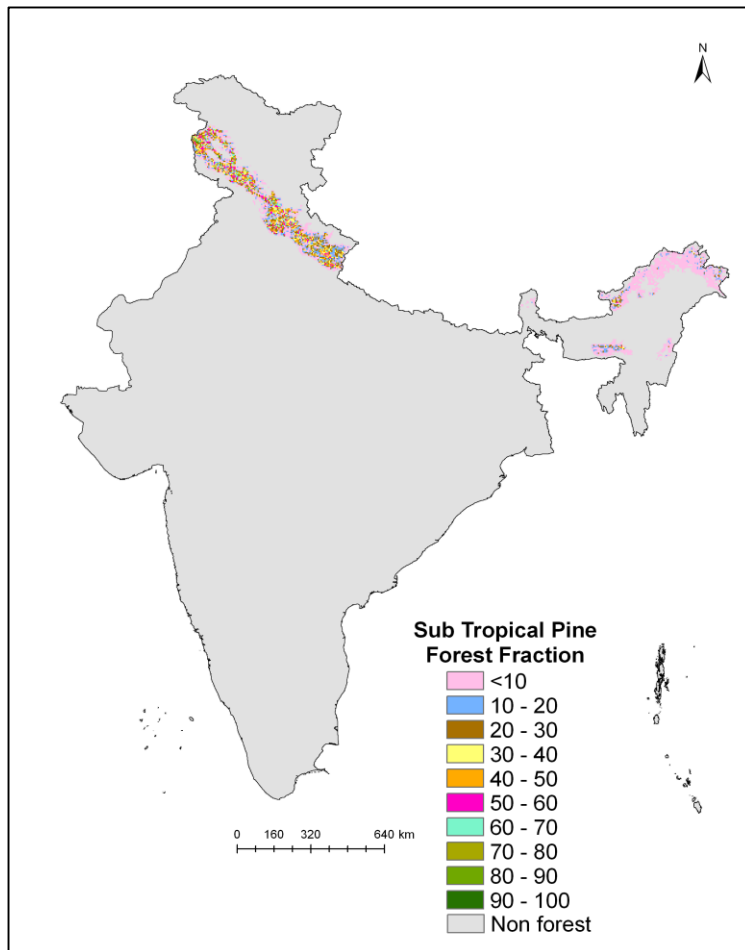 N
Sub Tropical Pine
Forest Fraction
<10
10 - 20
20 - 30
30 - 40
40 - 50
50 - 60
60 - 70
70 - 80
80 - 90
90 - 100
Non forest
0 160 320 640 km